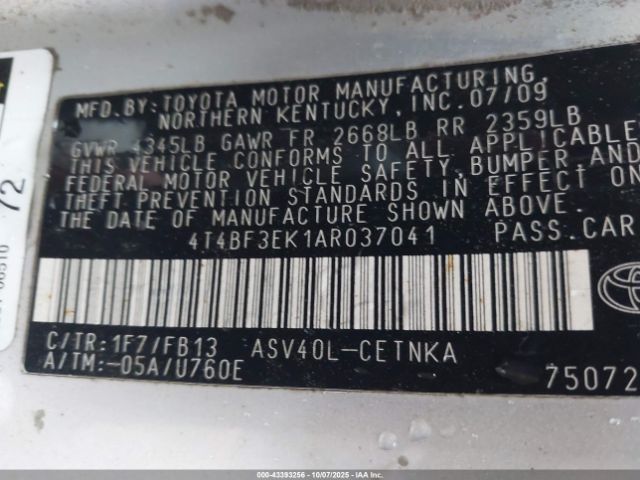 MFD. BY: TOYOTA MOTOR MANUFACTURING,
NORTHERN KENTUCKY, INC. 07/09
GVWR 4345LB GAWR FR 2668LB RR 2359LB
THIS VEHICLE CONFORMS TO ALL APPLICABLE
FEDERAL MOTOR VEHICLE SAFETY, BUMPER AND
THEFT PREVENTION STANDARDS IN EFFECT ON
THE DATE OF MANUFACTURE SHOWN ABOVE.
4T4BF3EK1AR037041 PASS.CAR
C/TR:1F7/FB13 ASV40L-CETNKA
A/TM:-05A/U760E 75072
72
000-43393256 - 10/07/2025 - IAAI.COM